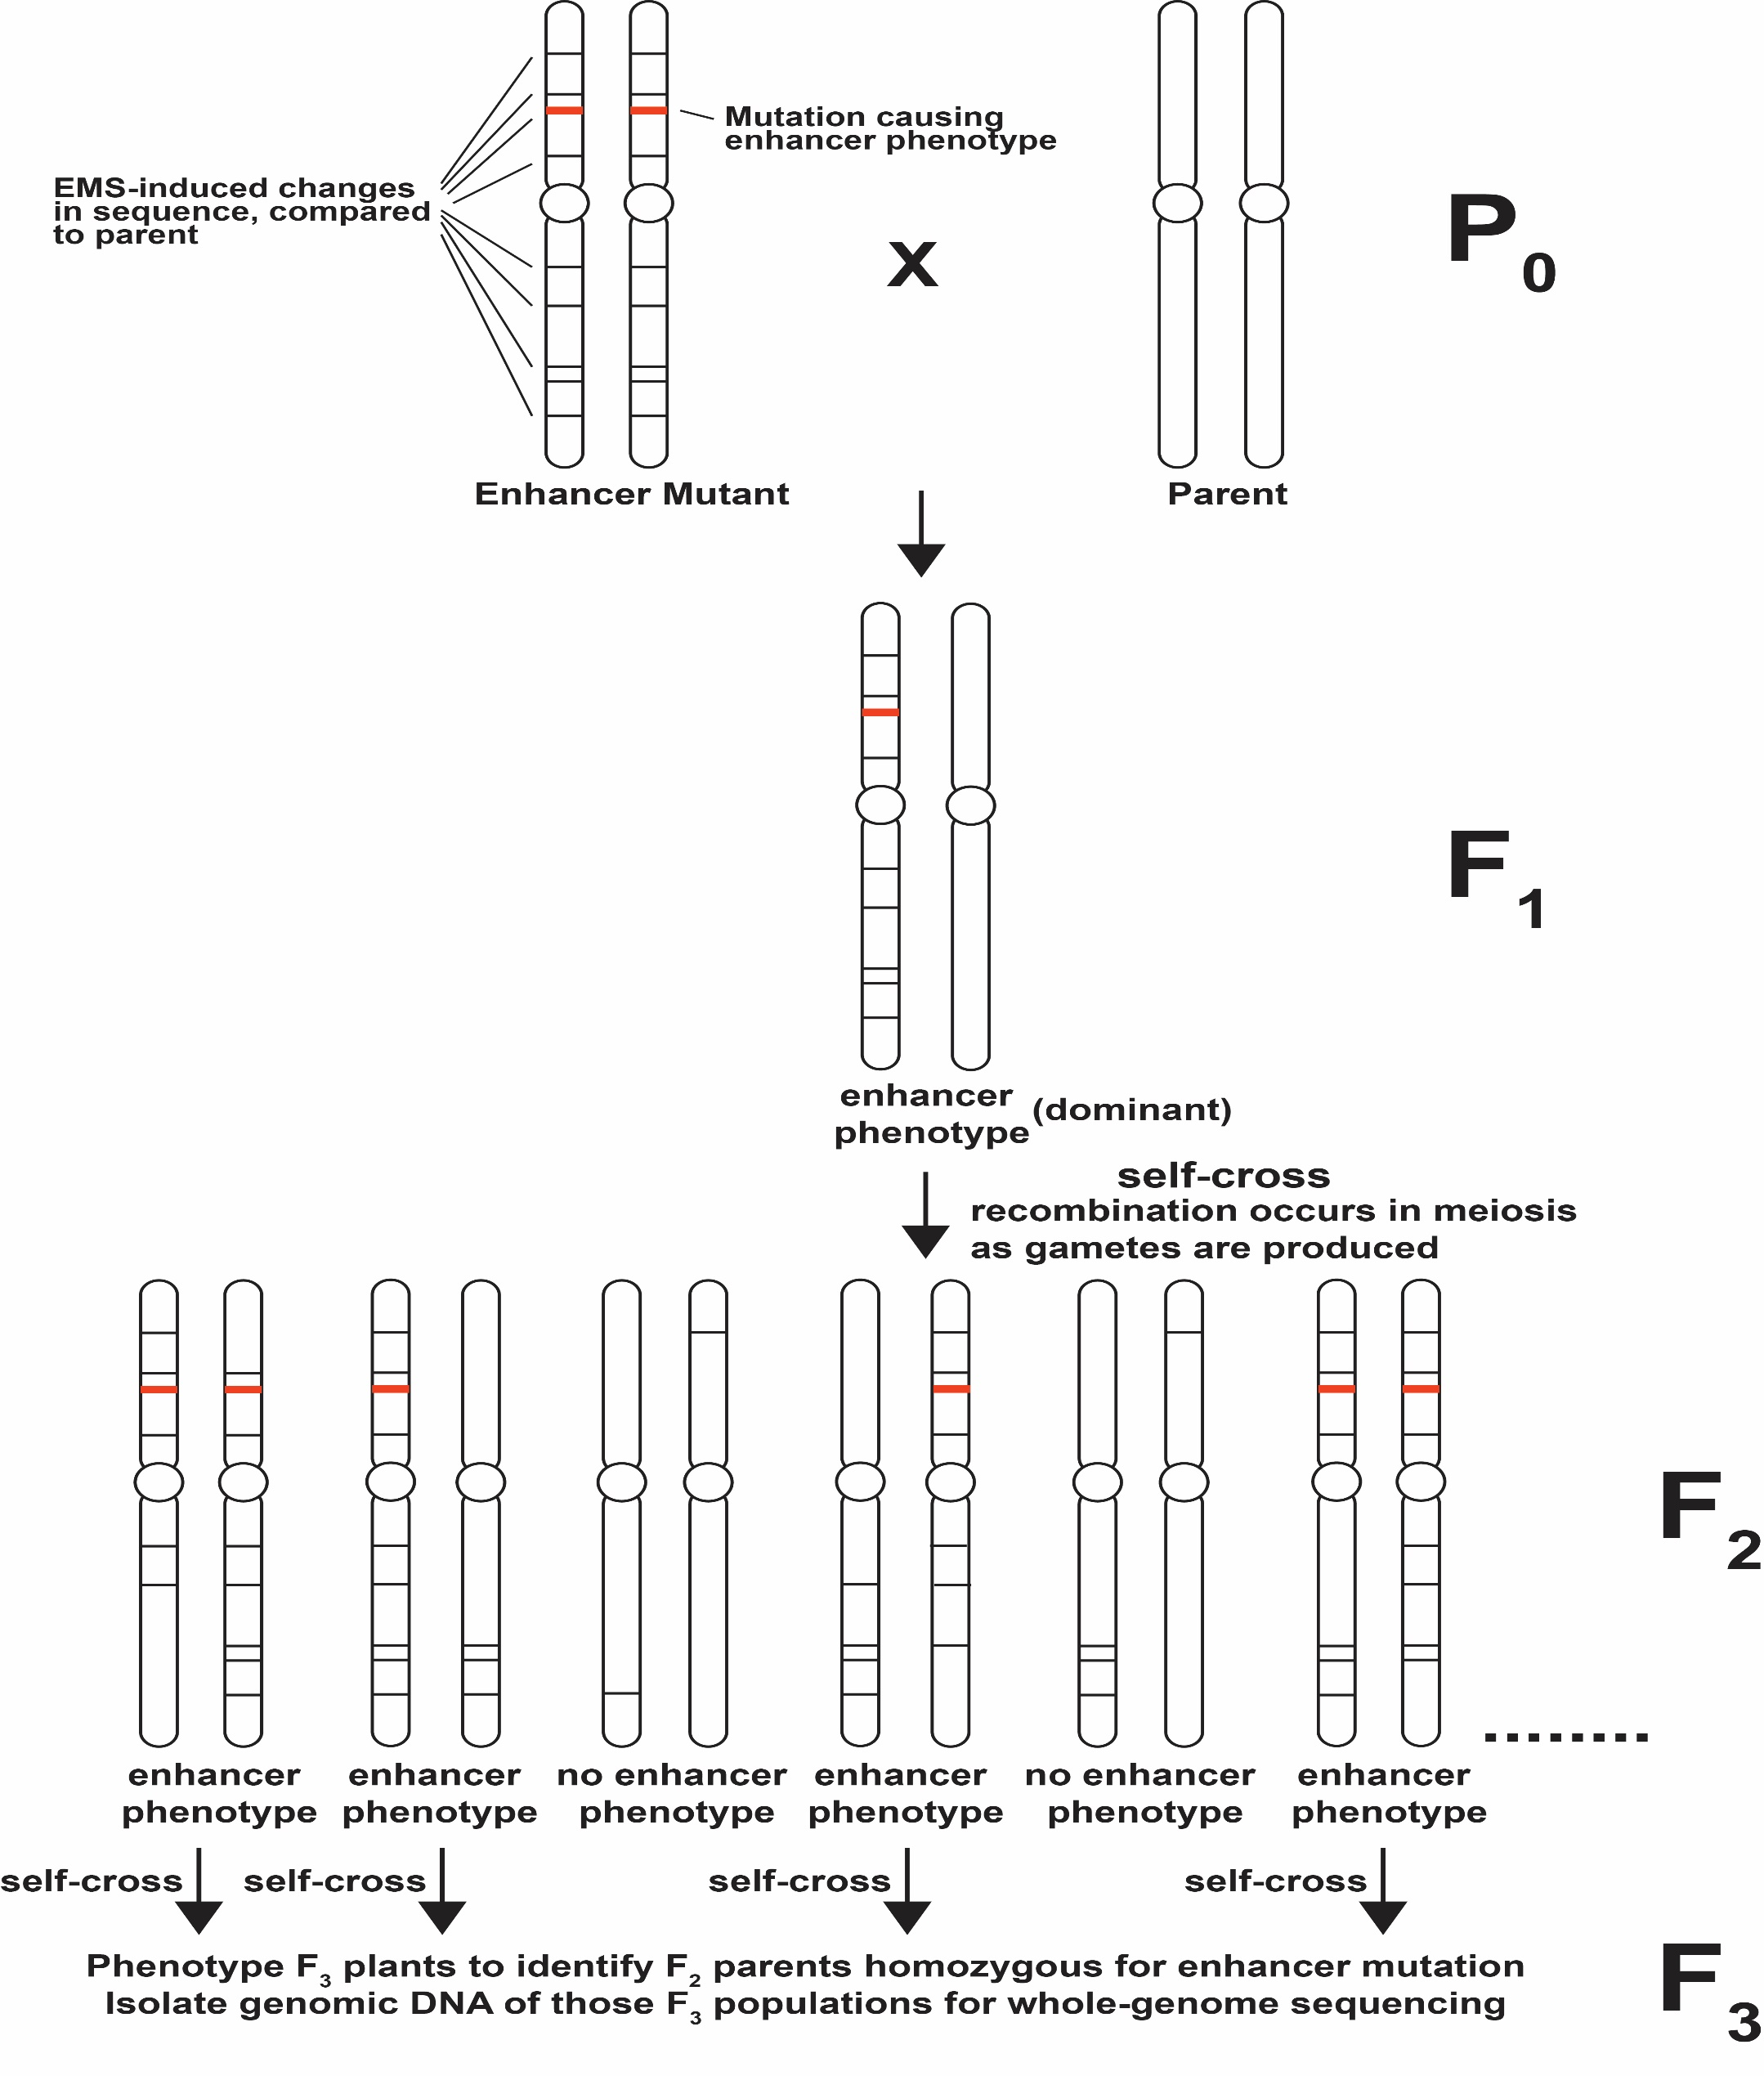 Mutation causing
enhancer phenotype
EMS-induced changes
in sequence, compared
to parent
x
P0
Enhancer Mutant
Parent
F1
enhancer
phenotype
(dominant)
self-cross
recombination occurs in meiosis
as gametes are produced
F2
enhancer
phenotype
enhancer
phenotype
no enhancer
phenotype
enhancer
phenotype
no enhancer
phenotype
enhancer
phenotype
........
self-cross
self-cross
self-cross
self-cross
Phenotype F3 plants to identify F2 parents homozygous for enhancer mutation
Isolate genomic DNA of those F3 populations for whole-genome sequencing
F3